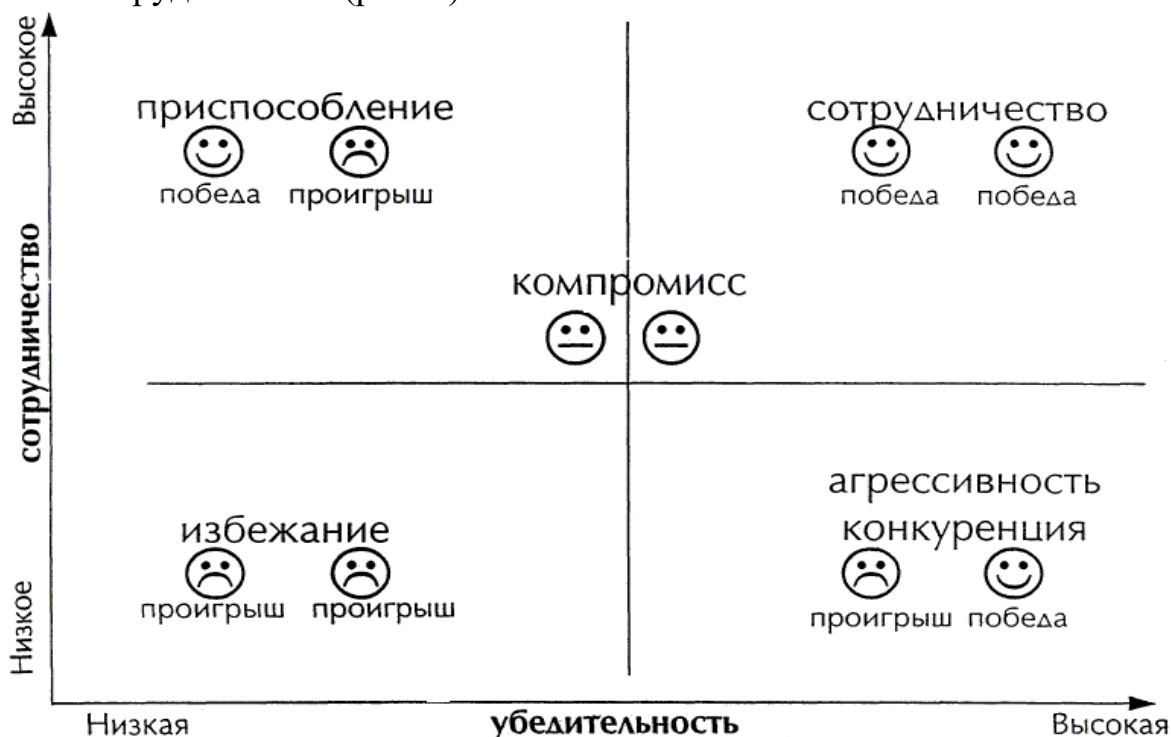 Высокое
приспособление
победа проигрыш
сотрудничество
победа победа
сотрудничество
компромисс
агрессивность
конкуренция
проигрыш победа
избежание
проигрыш проигрыш
Низкое
Низкая
убедительность
Высокая